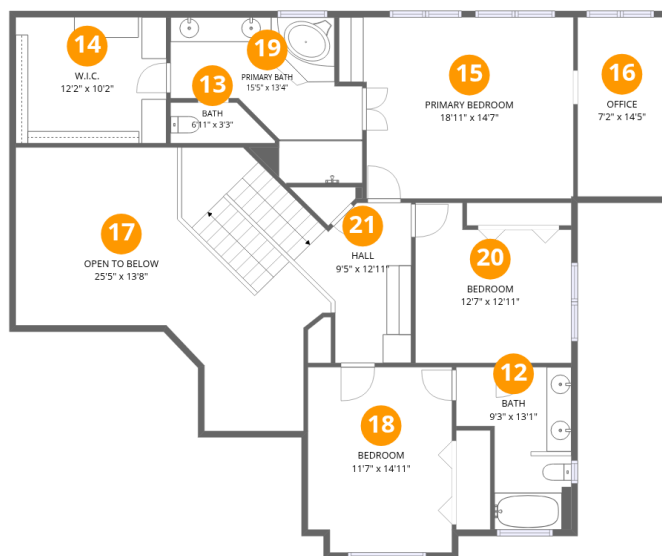 14
W.I.C.
12'2" x 10'2"
19
PRIMARY BATH
15'5" x 13'4"
13
BATH
6'11" x 3'3"
15
PRIMARY BEDROOM
18'11" x 14'7"
16
OFFICE
7'2" x 14'5"
17
OPEN TO BELOW
25'5" x 13'8"
21
HALL
9'5" x 12'11"
20
BEDROOM
12'7" x 12'11"
12
BATH
9'3" x 13'1"
18
BEDROOM
11'7" x 14'11"